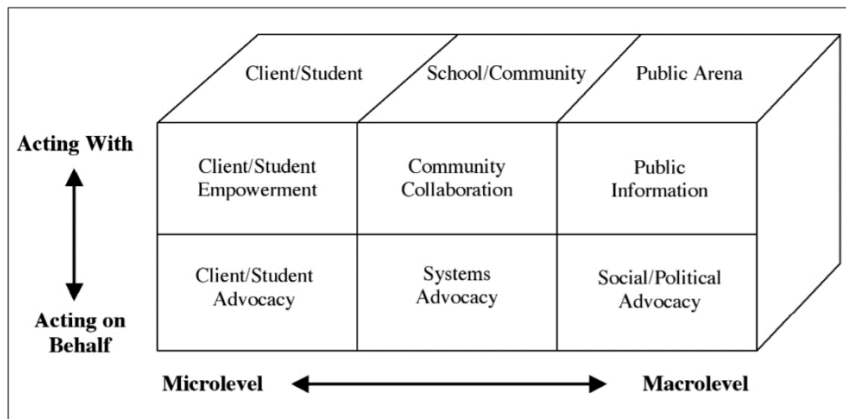 Client/Student
School/Community
Public Arena
Acting With
Client/Student
Empowerment
Community
Collaboration
Public
Information
Client/Student
Advocacy
Systems
Advocacy
Social/Political
Advocacy
Acting on
Behalf
Microlevel
Macrolevel